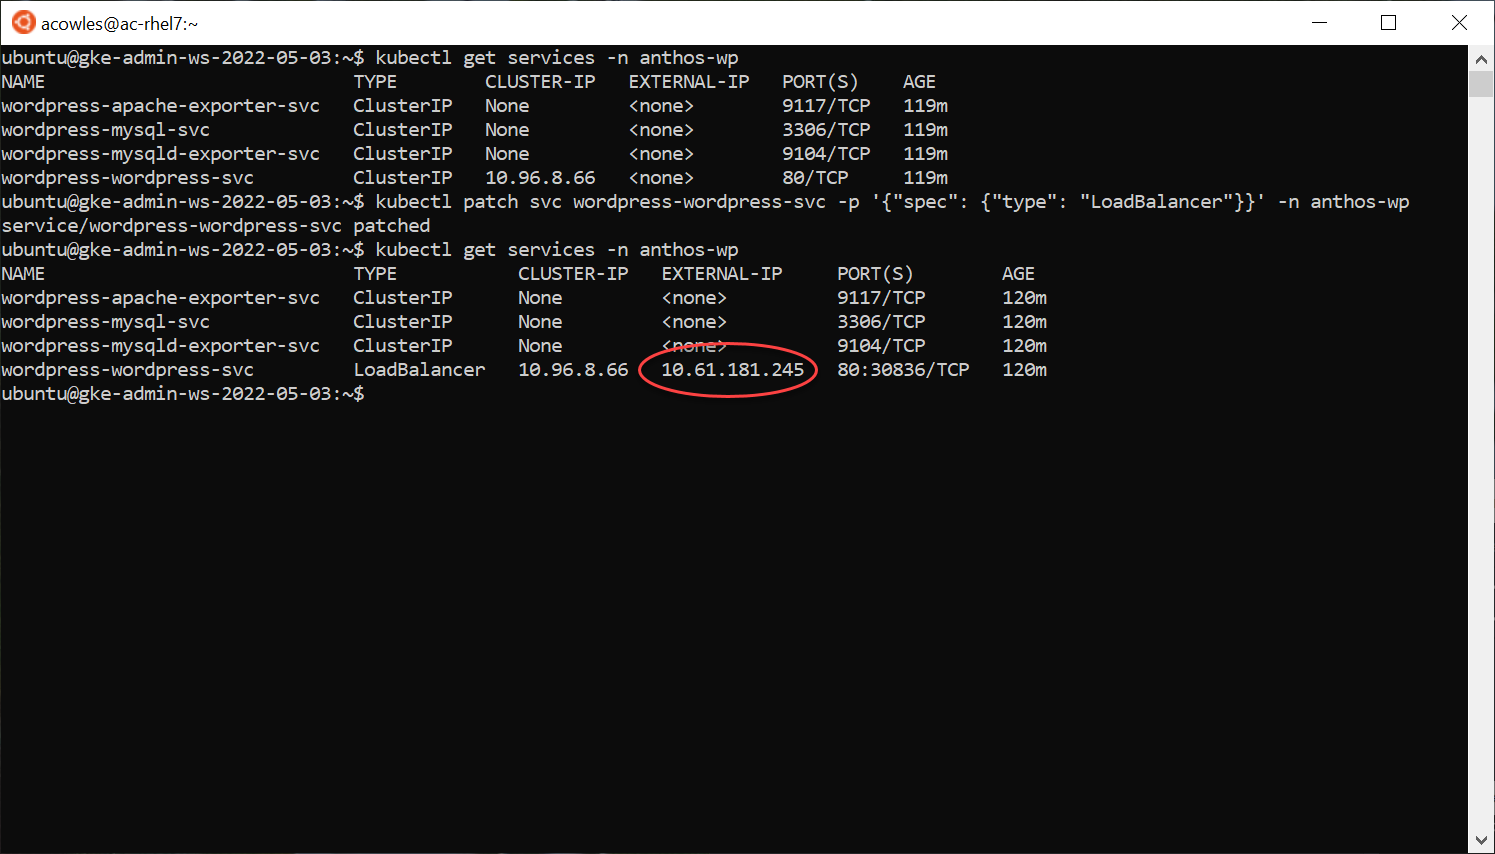 acowles@ac-rhel7:~
ubuntu@gke-admin-ws-2022-05-03:~$ kubectl get services -n anthos-wp
NAME TYPE CLUSTER-IP EXTERNAL-IP PORT(S) AGE
wordpress-apache-exporter-svc ClusterIP None <none> 9117/TCP 119m
wordpress-mysql-svc ClusterIP None <none> 3306/TCP 119m
wordpress-mysqld-exporter-svc ClusterIP None <none> 9104/TCP 119m
wordpress-wordpress-svc ClusterIP 10.96.8.66 <none> 80/TCP 119m
ubuntu@gke-admin-ws-2022-05-03:~$ kubectl patch svc wordpress-wordpress-svc -p '{"spec": {"type": "LoadBalancer"}}' -n anthos-wp
service/wordpress-wordpress-svc patched
ubuntu@gke-admin-ws-2022-05-03:~$ kubectl get services -n anthos-wp
NAME TYPE CLUSTER-IP EXTERNAL-IP PORT(S) AGE
wordpress-apache-exporter-svc ClusterIP None <none> 9117/TCP 120m
wordpress-mysql-svc ClusterIP None <none> 3306/TCP 120m
wordpress-mysqld-exporter-svc ClusterIP None <none> 9104/TCP 120m
wordpress-wordpress-svc LoadBalancer 10.96.8.66 10.61.181.245 80:30836/TCP 120m
ubuntu@gke-admin-ws-2022-05-03:~$